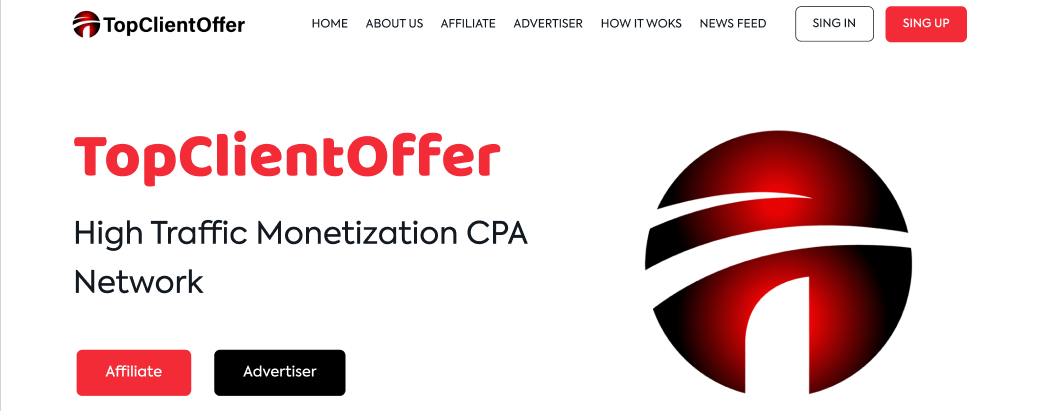 TopClientOffer
HOME ABOUT US AFFILIATE ADVERTISER HOW IT WOKS NEWS FEED SING IN SING UP
TopClientOffer
High Traffic Monetization CPA
Network
Affiliate Advertiser